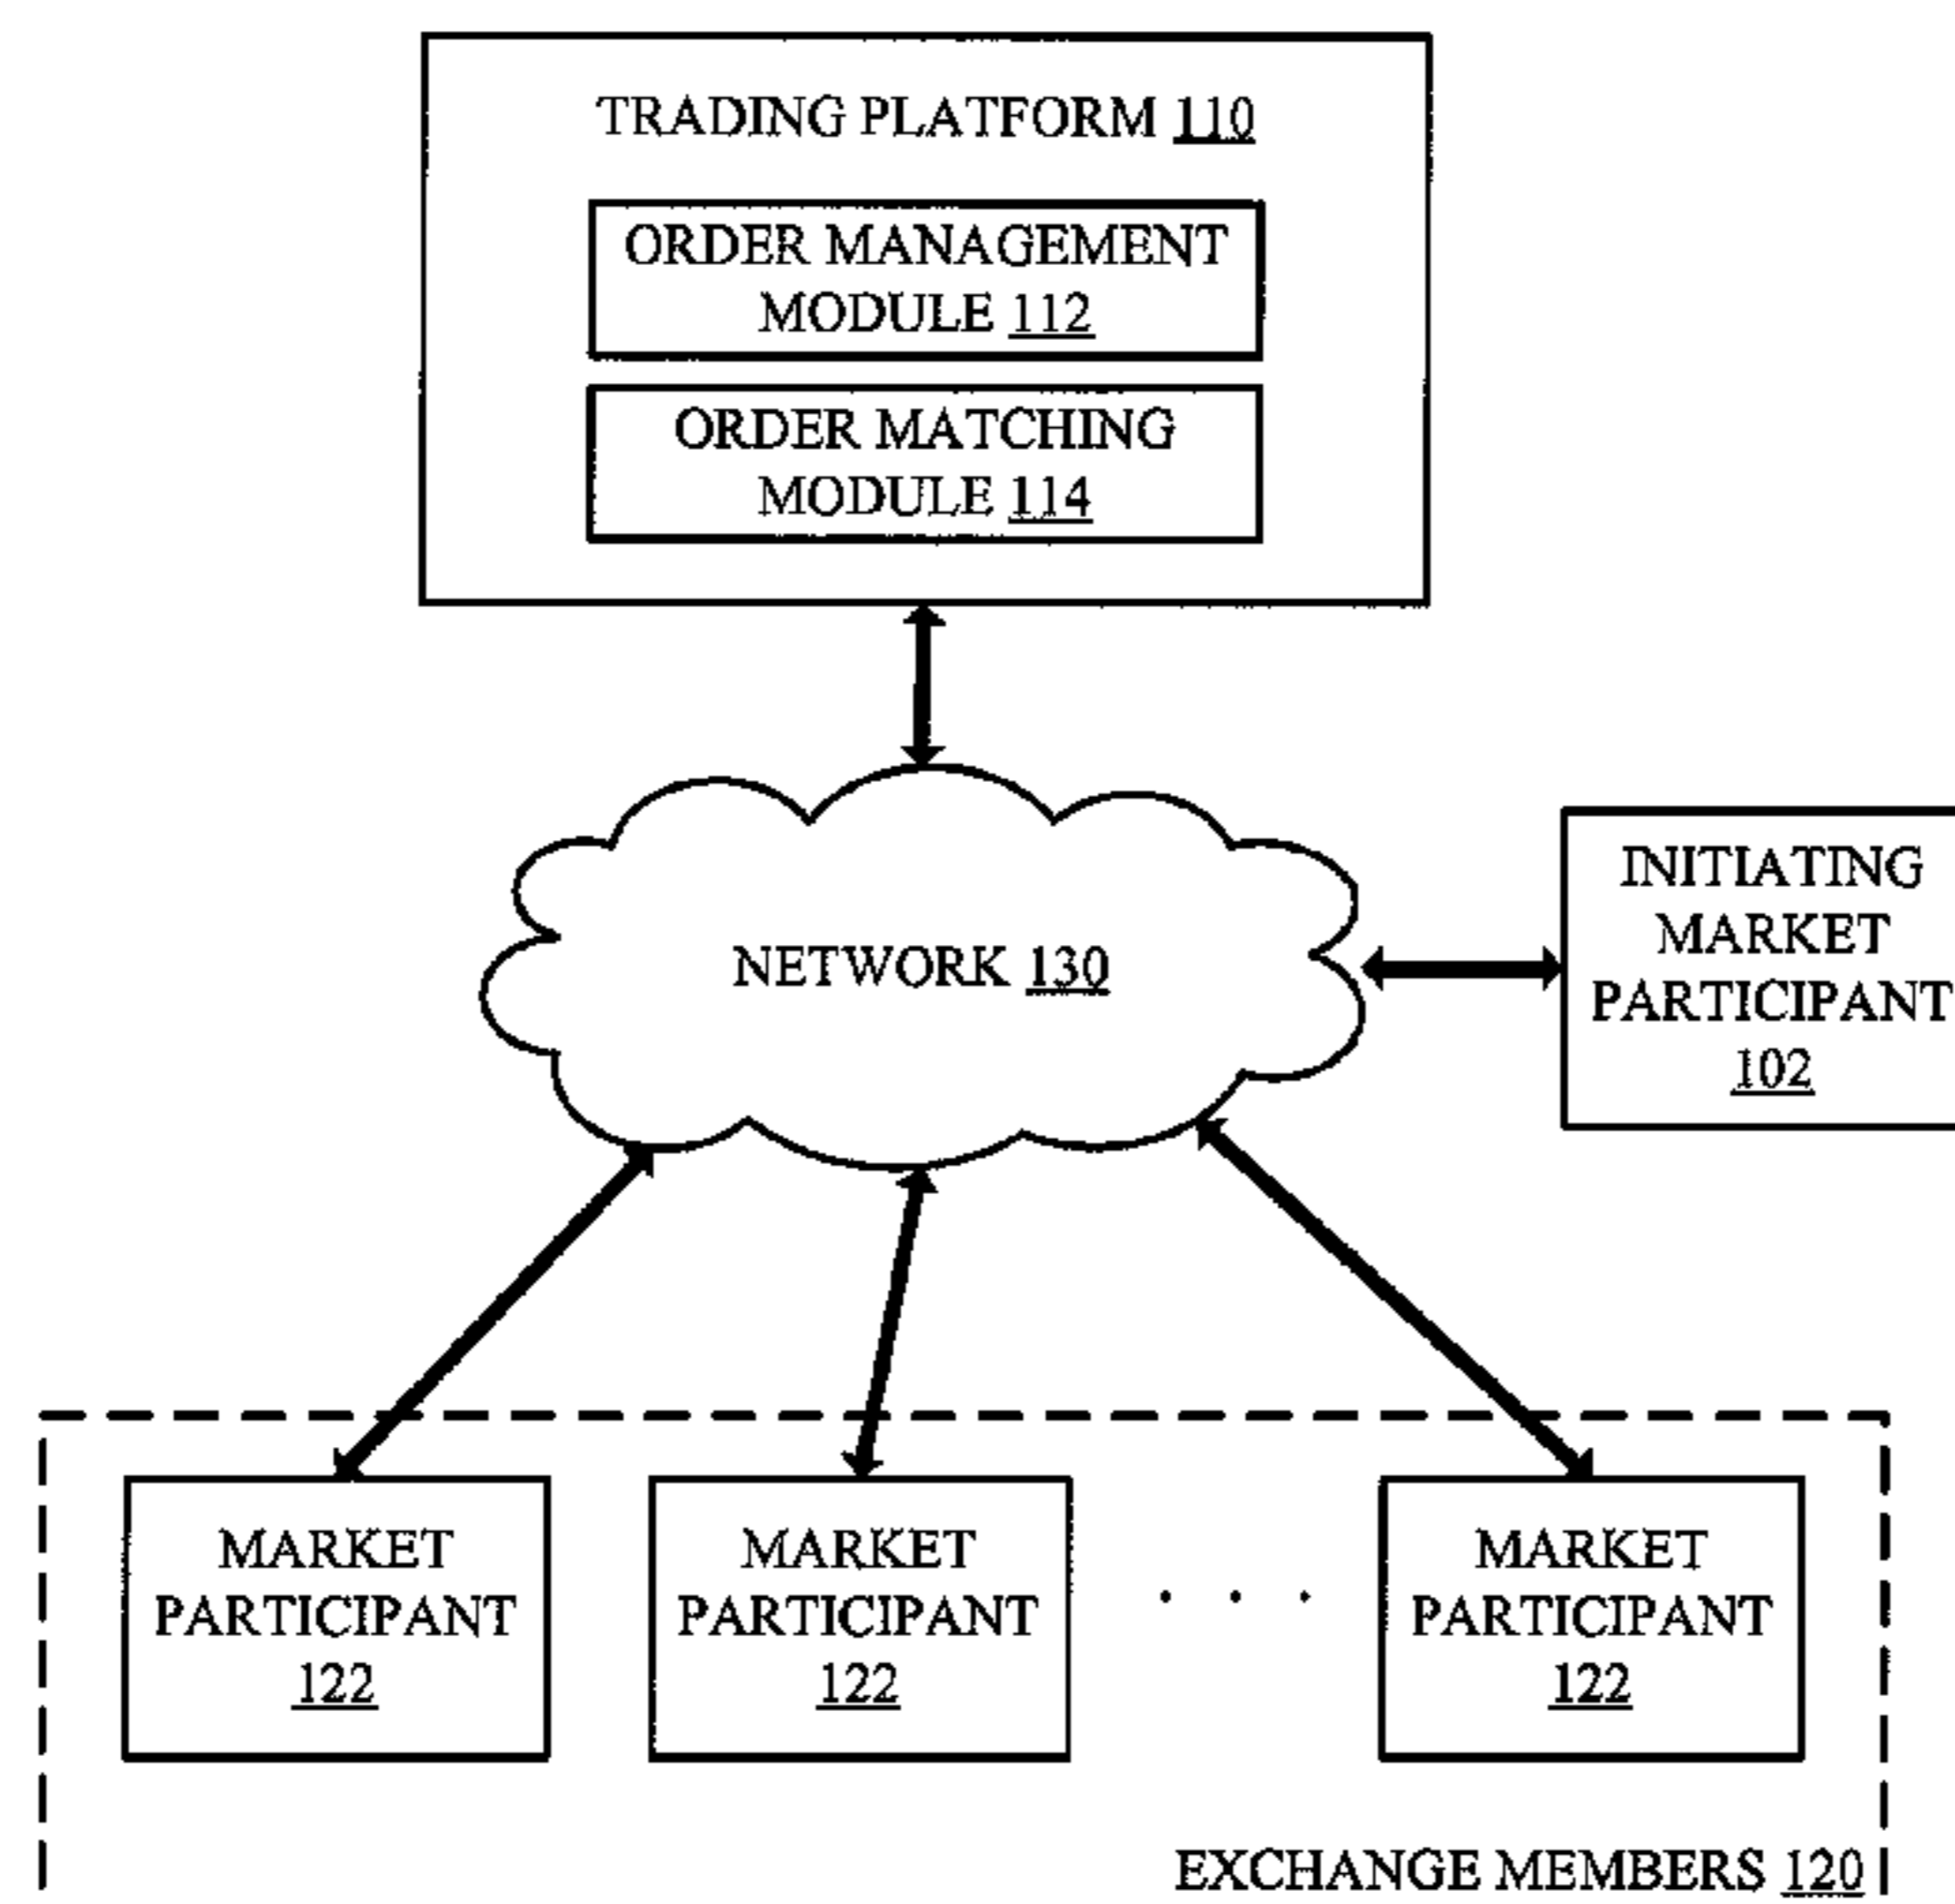 TRADING PLATFORM 110
ORDER MANAGEMENT
MODULE 112
ORDER MATCHING
MODULE 114
NETWORK 130
INITIATING
MARKET
PARTICIPANT
102
MARKET
PARTICIPANT
122
MARKET
PARTICIPANT
122
. . .
MARKET
PARTICIPANT
122
EXCHANGE MEMBERS 120